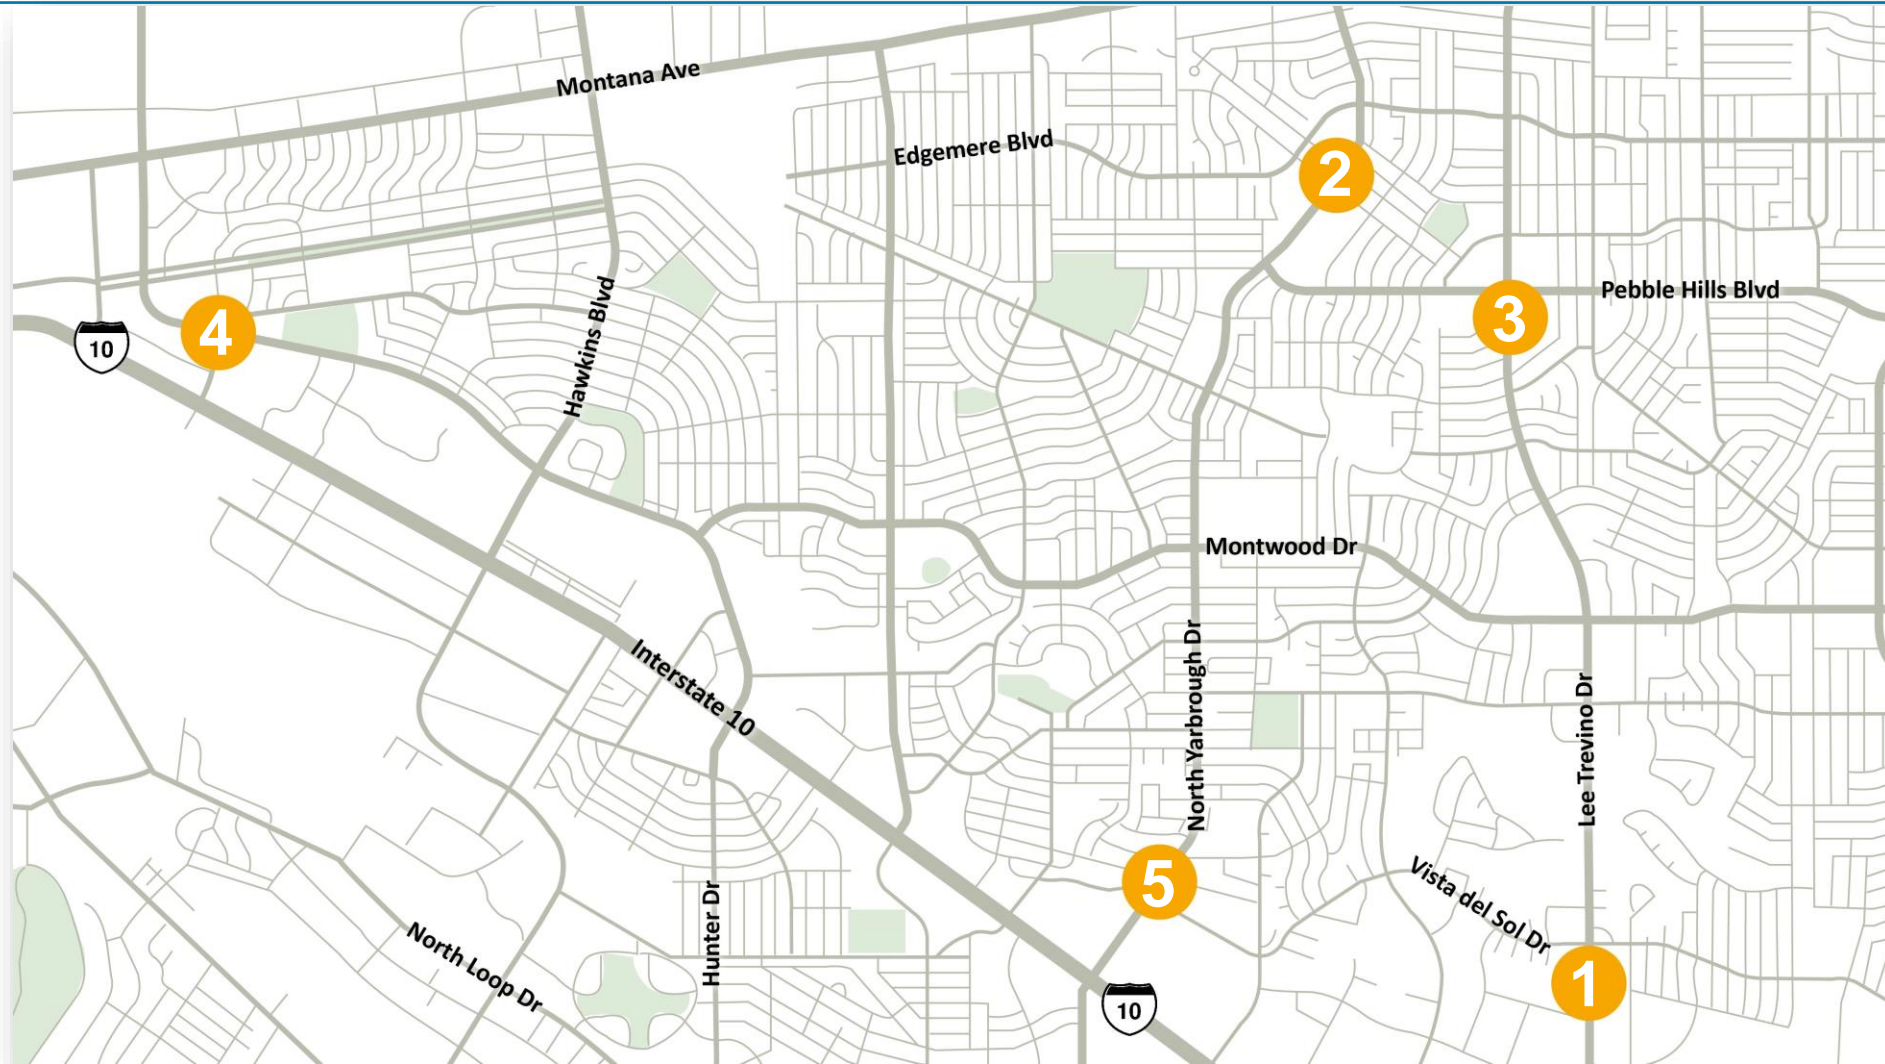 Montana Ave
Edgemere Blvd
2
Pebble Hills Blvd
3
4
10
Hawkins Blvd
Montwood Dr
Interstate 10
North Yarbrough Dr
Lee Trevino Dr
5
Vista del Sol Dr
Hunter Dr
North Loop Dr
1
10